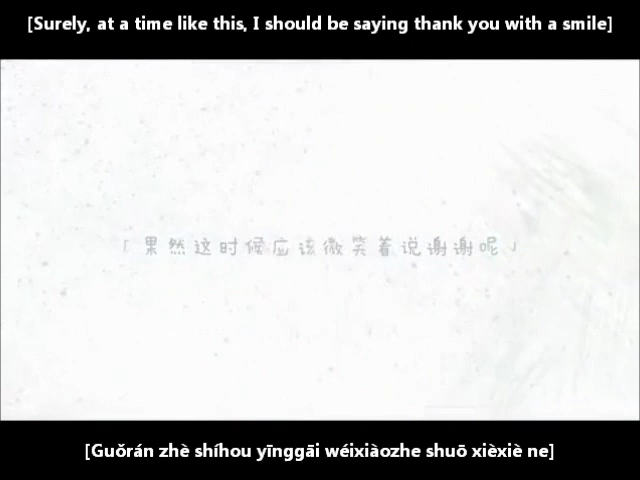 [Surely, at a time like this, I should be saying thank you with a smile]
「果然这时候应该微笑着说谢谢呢」
[Guǒrán zhè shíhou yīnggāi wéixiàozhe shuō xièxiè ne]